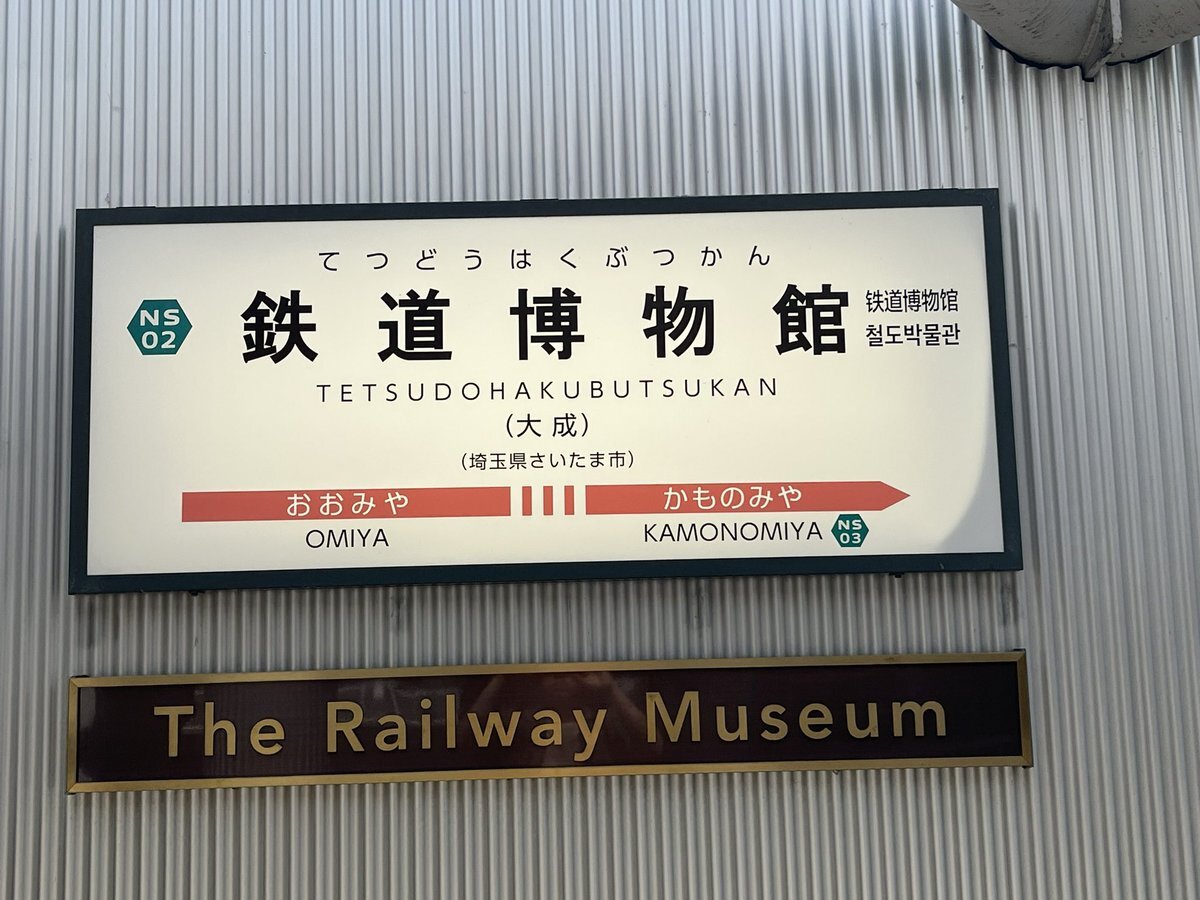 てつどうはくぶつかん
NS
02
鉄道博物館
铁道博物馆
철도박물관
TETSUDOHAKUBUTSUKAN
(大成)
(埼玉県さいたま市)
おおみや
かものみや
OMIYA
KAMONOMIYA
NS
03
The Railway Museum